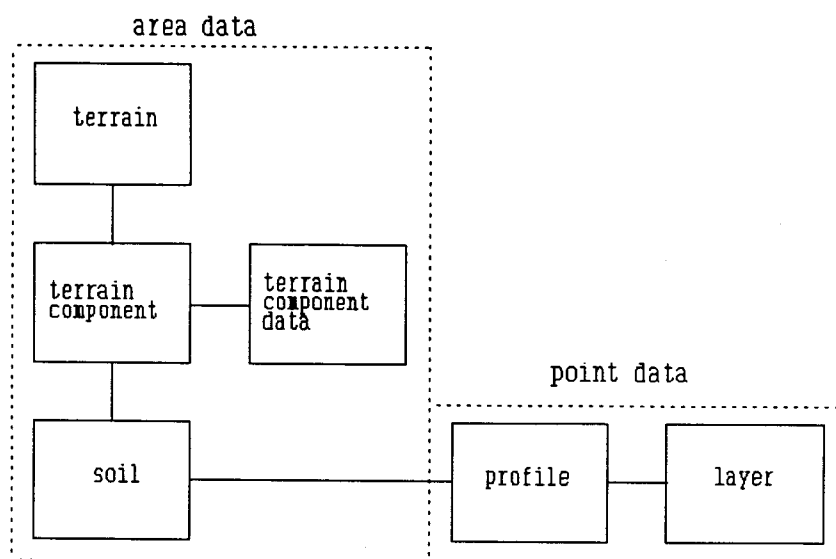 area data
terrain
terrain
component
terrain
component
data
point data
soil
profile
layer